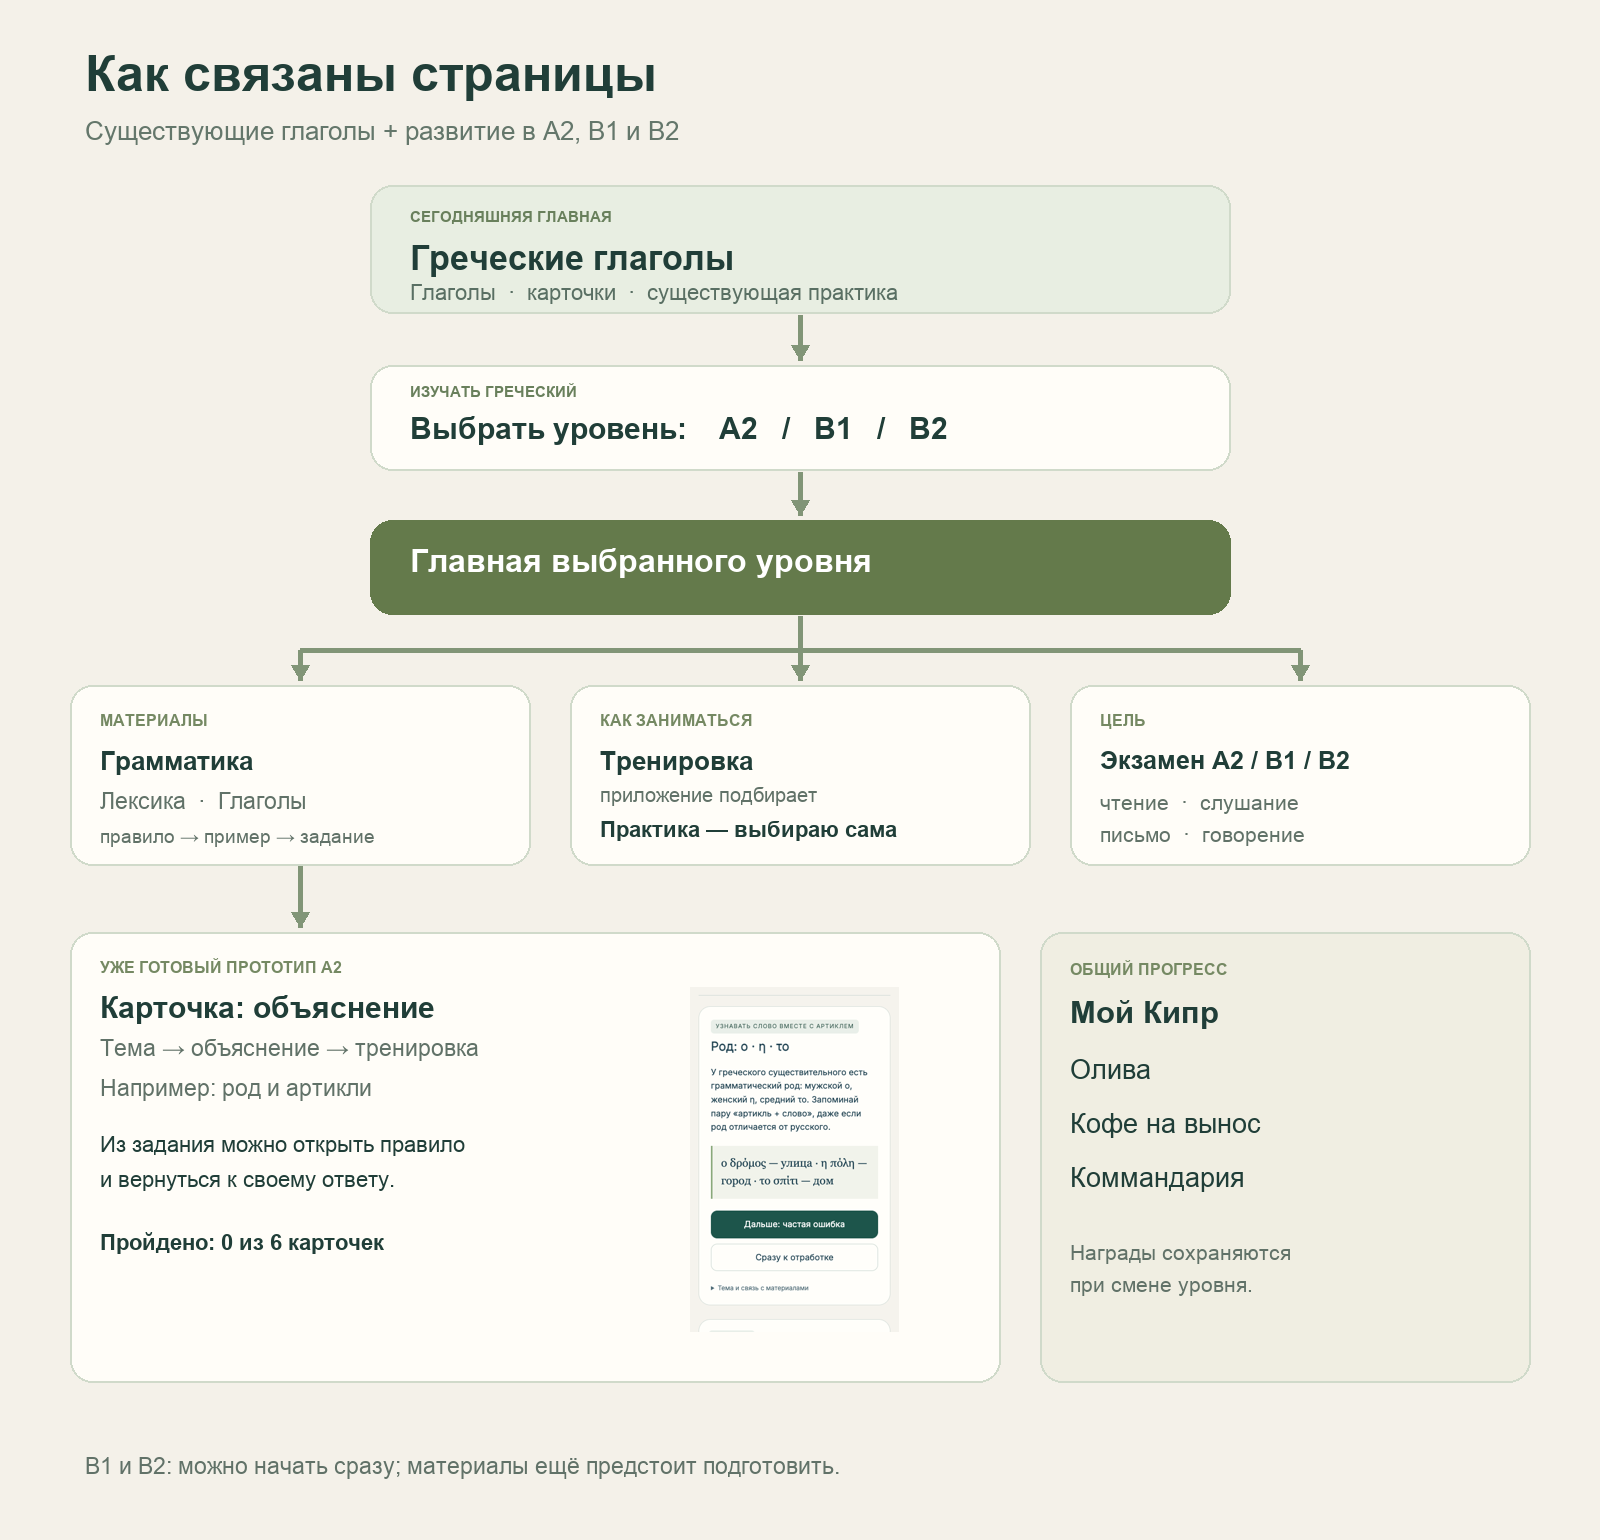 Как связаны страницы
Существующие глаголы + развитие в A2, B1 и B2
СЕГОДНЯШНЯЯ ГЛАВНАЯ
Греческие глаголы
Глаголы · карточки · существующая практика
ИЗУЧАТЬ ГРЕЧЕСКИЙ
Выбрать уровень: A2 / B1 / B2
Главная выбранного уровня
МАТЕРИАЛЫ
Грамматика
Лексика · Глаголы
правило → пример → задание
КАК ЗАНИМАТЬСЯ
Тренировка
приложение подбирает
Практика — выбираю сама
ЦЕЛЬ
Экзамен A2 / B1 / B2
чтение · слушание
письмо · говорение
УЖЕ ГОТОВЫЙ ПРОТОТИП A2
Карточка: объяснение
Тема → объяснение → тренировка
Например: род и артикли
Из задания можно открыть правило
и вернуться к своему ответу.
Пройдено: 0 из 6 карточек
УЗНАВАТЬ СЛОВО ВМЕСТЕ С АРТИКЛЕМ
Род: ο · η · το
У греческого существительного есть
грамматический род: мужской ο,
женский η, средний το. Запоминай
пару «артикль + слово», даже если
род отличается от русского.
ο δρόμος — улица · η πόλη —
город · το σπίτι — дом
Дальше: частая ошибка
Сразу к отработке
▸ Тема и связь с материалами
ОБЩИЙ ПРОГРЕСС
Мой Кипр
Олива
Кофе на вынос
Коммандария
Награды сохраняются
при смене уровня.
B1 и B2: можно начать сразу; материалы ещё предстоит подготовить.